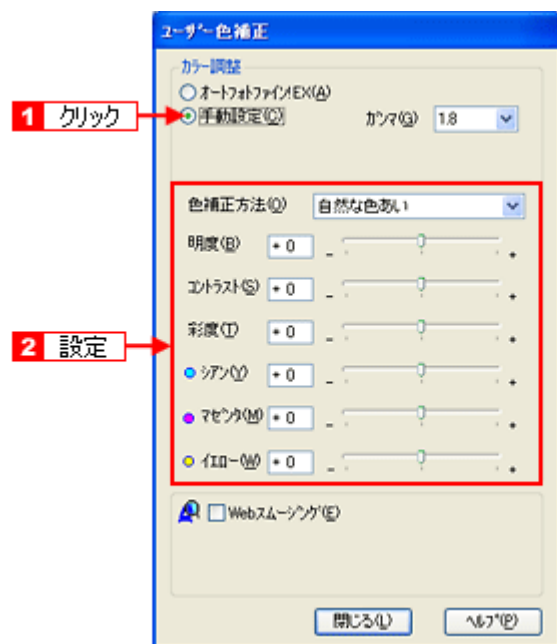 ユーザー色補正
カラー調整
オートフォトファイン!EX(A)
1 クリック
手動設定(C)
ガンマ(G) 1.8
色補正方法(O) 自然な色あい
明度(B) +0 - +
コントラスト(S) +0 - +
彩度(T) +0 - +
2 設定
シアン(Y) +0 - +
マゼンタ(M) +0 - +
イエロー(W) +0 - +
Webスムージング(E)
閉じる(L) ヘルプ(P)